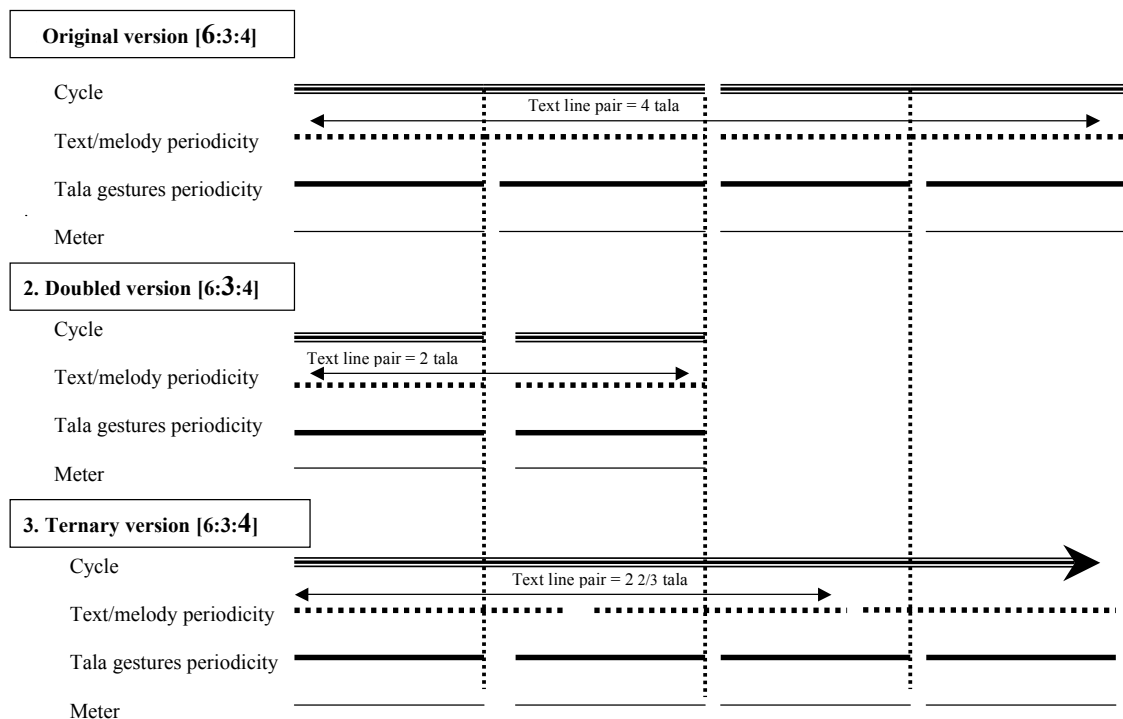 Original version [6:3:4]
Cycle
Text line pair = 4 tala
Text/melody periodicity
Tala gestures periodicity
.
Meter
2. Doubled version [6:3:4]
Cycle
Text line pair = 2 tala
Text/melody periodicity
Tala gestures periodicity
Meter
3. Ternary version [6:3:4]
Cycle
Text line pair = 2 2/3 tala
Text/melody periodicity
Tala gestures periodicity
Meter